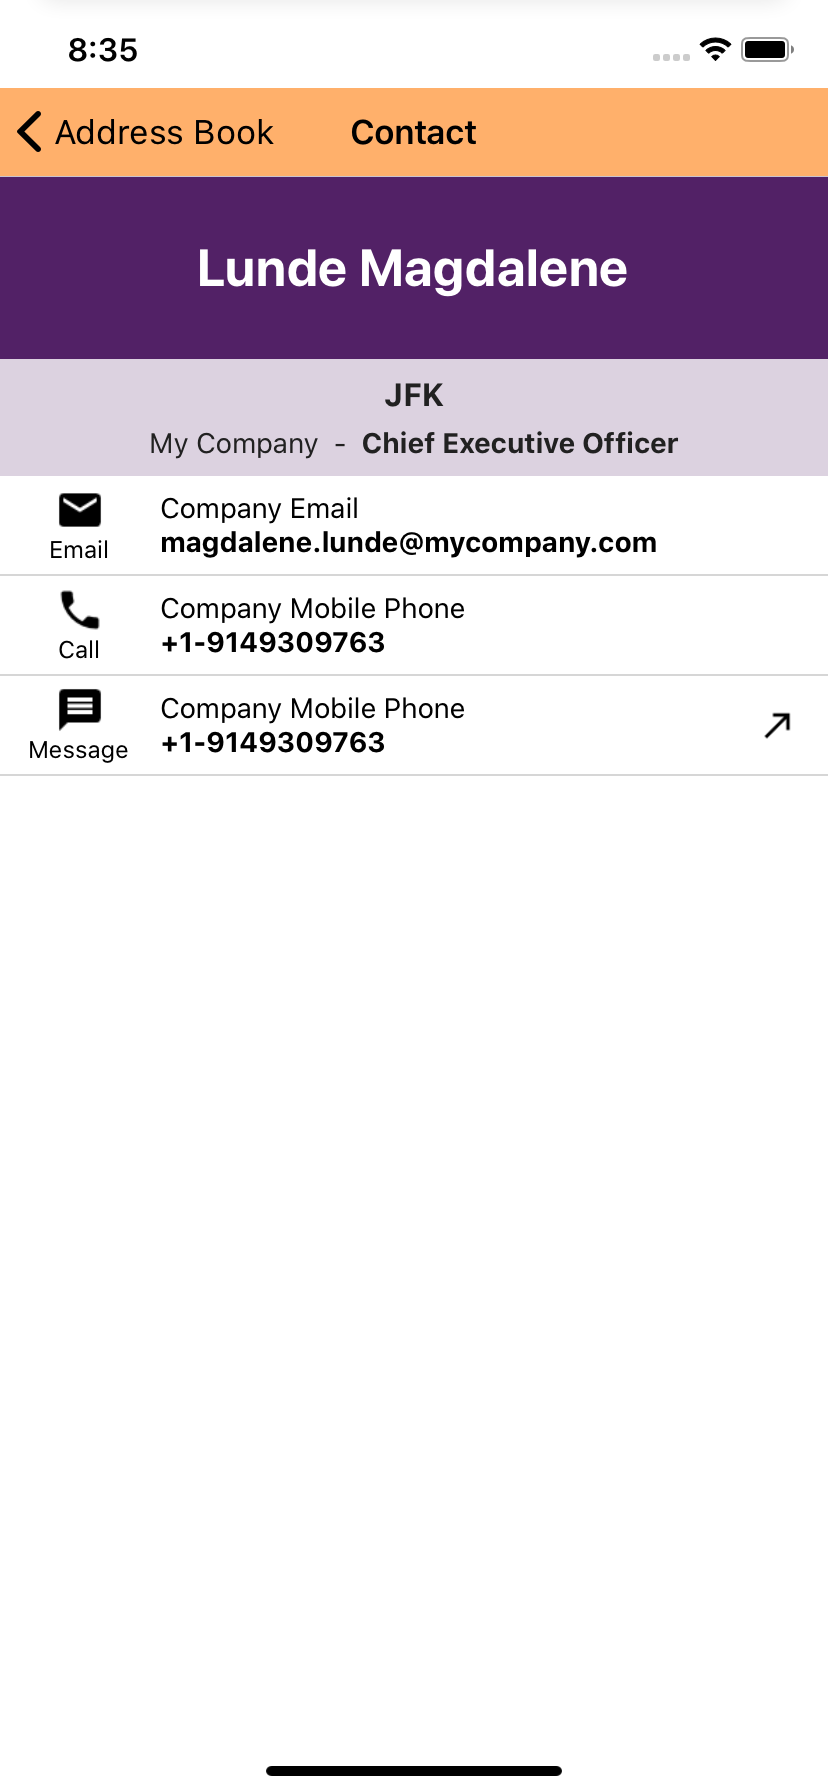 8:35
Address Book Contact
Lunde Magdalene
JFK
My Company - Chief Executive Officer
Company Email
Email magdalene.lunde@mycompany.com
Company Mobile Phone
Call +1-9149309763
Company Mobile Phone
Message +1-9149309763